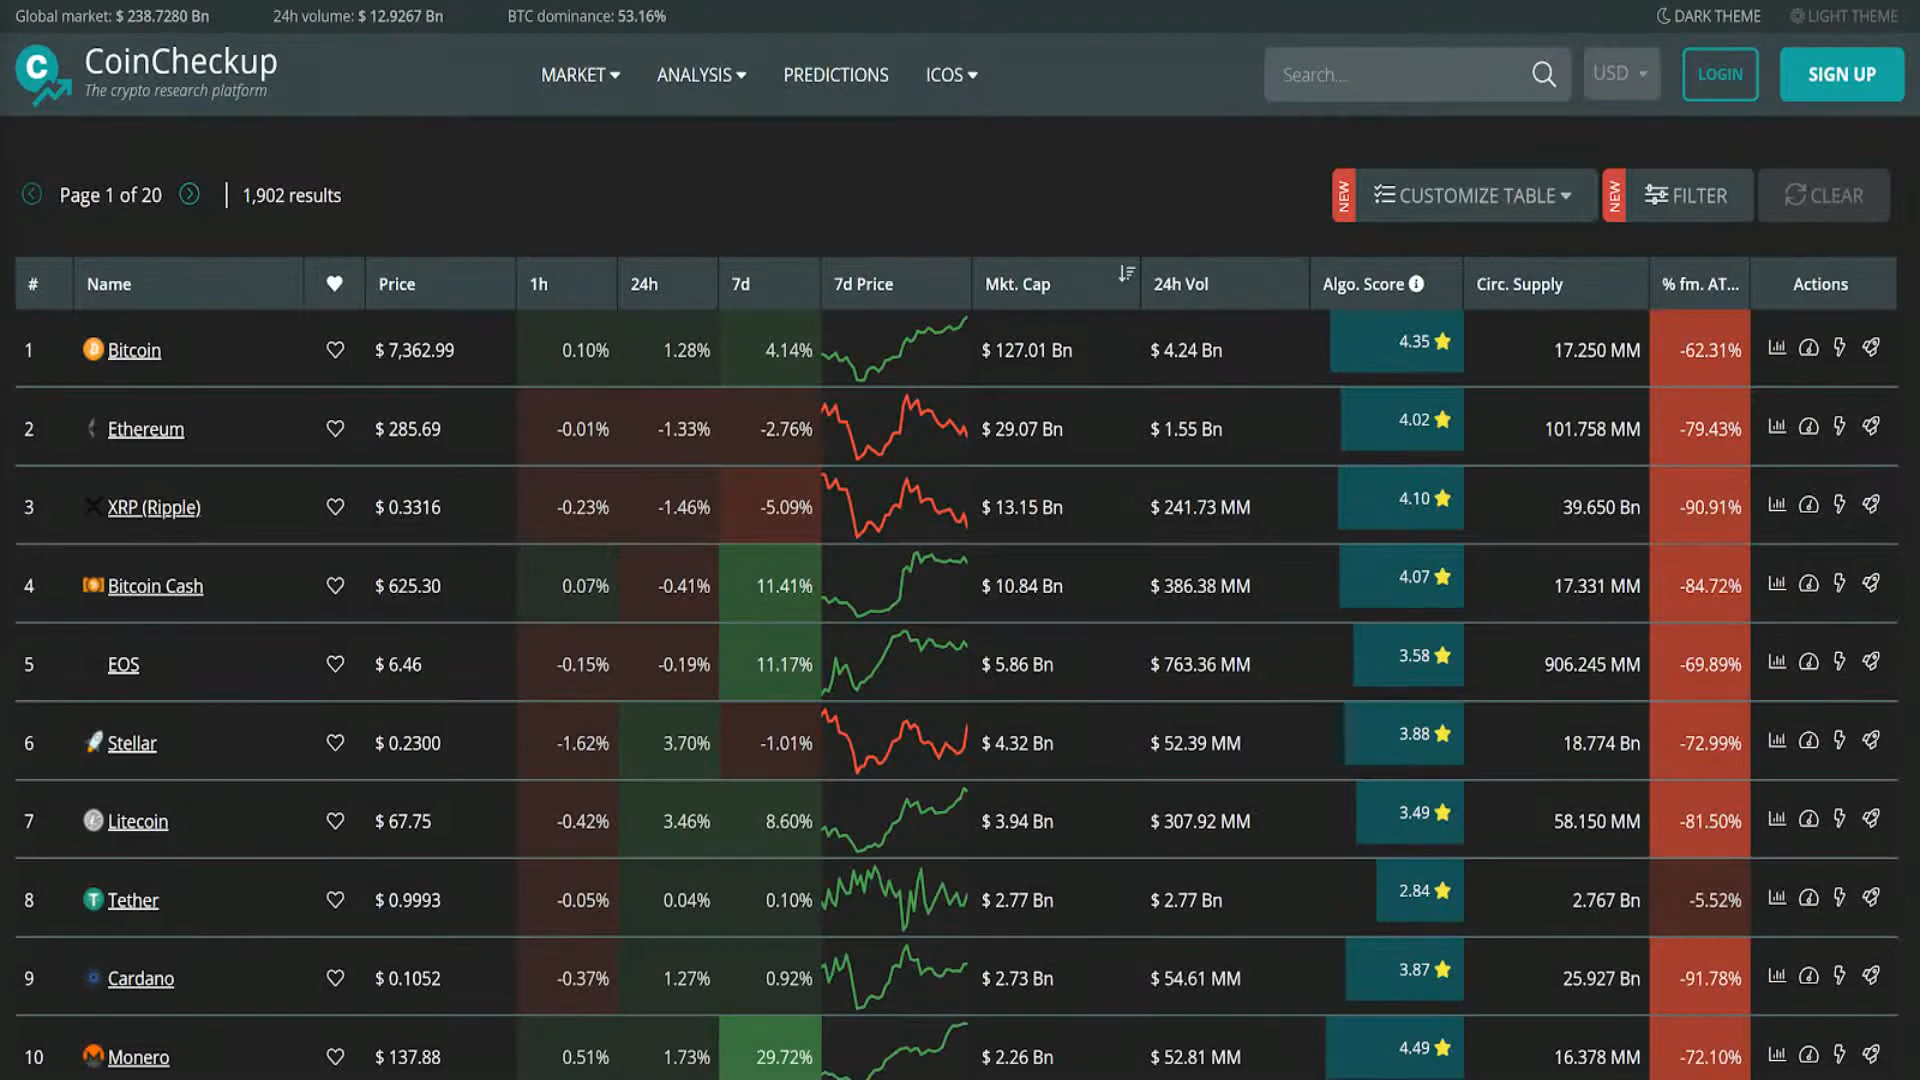 Global market: $ 238.7280 Bn 24h volume: $ 12.9267 Bn BTC dominance: 53.16% DARK THEME LIGHT THEME
CoinCheckup
The crypto research platform
MARKET ANALYSIS PREDICTIONS ICOS Search... USD LOGIN SIGN UP
Page 1 of 20 | 1,902 results NEW CUSTOMIZE TABLE NEW FILTER CLEAR
# Name Price 1h 24h 7d 7d Price Mkt. Cap 24h Vol Algo. Score Circ. Supply % fm. AT... Actions
1 Bitcoin $ 7,362.99 0.10% 1.28% 4.14% $ 127.01 Bn $ 4.24 Bn 4.35 17.250 MM -62.31%
2 Ethereum $ 285.69 -0.01% -1.33% -2.76% $ 29.07 Bn $ 1.55 Bn 4.02 101.758 MM -79.43%
3 XRP (Ripple) $ 0.3316 -0.23% -1.46% -5.09% $ 13.15 Bn $ 241.73 MM 4.10 39.650 Bn -90.91%
4 Bitcoin Cash $ 625.30 0.07% -0.41% 11.41% $ 10.84 Bn $ 386.38 MM 4.07 17.331 MM -84.72%
5 EOS $ 6.46 -0.15% -0.19% 11.17% $ 5.86 Bn $ 763.36 MM 3.58 906.245 MM -69.89%
6 Stellar $ 0.2300 -1.62% 3.70% -1.01% $ 4.32 Bn $ 52.39 MM 3.88 18.774 Bn -72.99%
7 Litecoin $ 67.75 -0.42% 3.46% 8.60% $ 3.94 Bn $ 307.92 MM 3.49 58.150 MM -81.50%
8 Tether $ 0.9993 -0.05% 0.04% 0.10% $ 2.77 Bn $ 2.77 Bn 2.84 2.767 Bn -5.52%
9 Cardano $ 0.1052 -0.37% 1.27% 0.92% $ 2.73 Bn $ 54.61 MM 3.87 25.927 Bn -91.78%
10 Monero $ 137.88 0.51% 1.73% 29.72% $ 2.26 Bn $ 52.81 MM 4.49 16.378 MM -72.10%